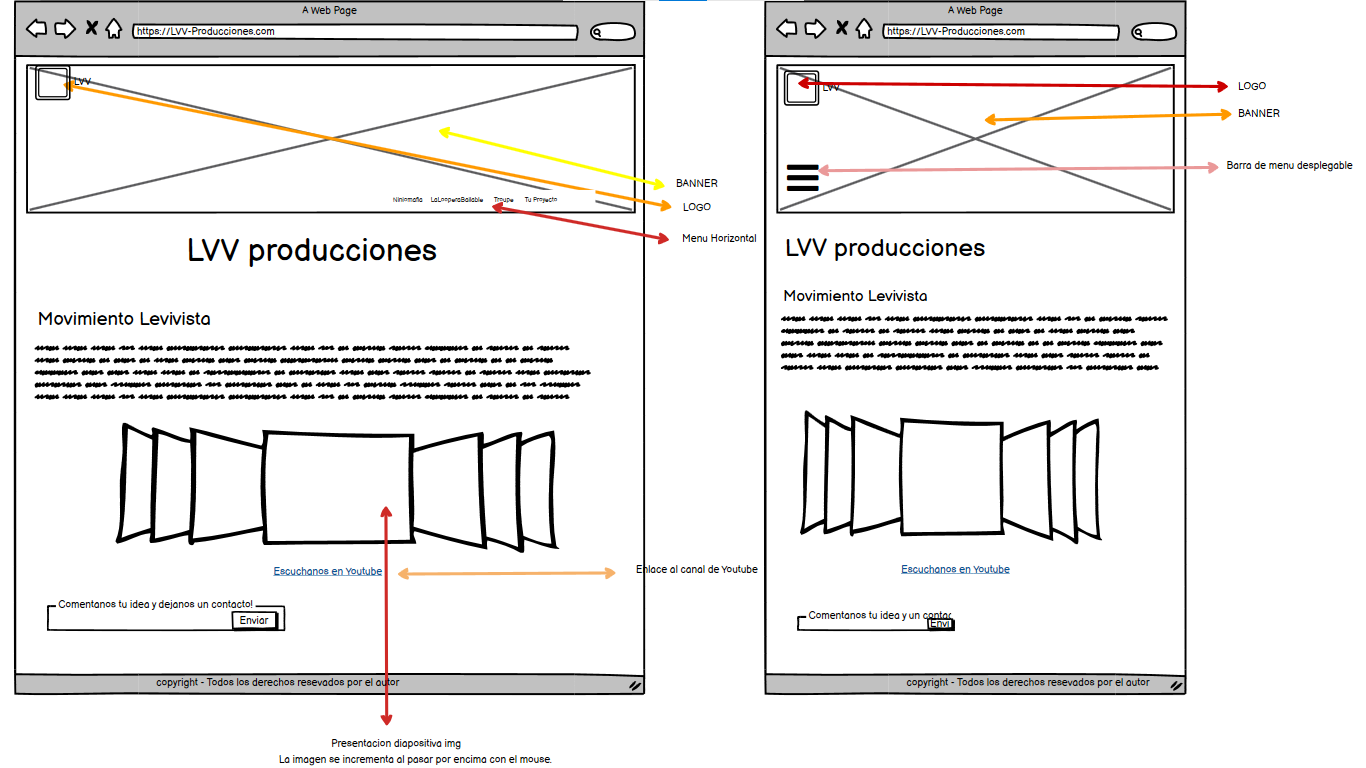 A Web Page
https://LVV-Producciones.com
LVV
Niniomafia LaLooperaBailable Troupe Tu Proyecto
BANNER
LOGO
Menu Horizontal
LVV producciones
Movimiento Levivista
Escuchanos en Youtube
Enlace al canal de Youtube
Comentanos tu idea y dejanos un contacto!
Enviar
copyright - Todos los derechos resevados por el autor
Presentacion diapositiva img
La imagen se incrementa al pasar por encima con el mouse.
A Web Page
https://LVV-Producciones.com
LVV
LOGO
BANNER
Barra de menu desplegable
LVV producciones
Movimiento Levivista
Escuchanos en Youtube
Comentanos tu idea y un contac
Envi
copyright - Todos los derechos resevados por el autor